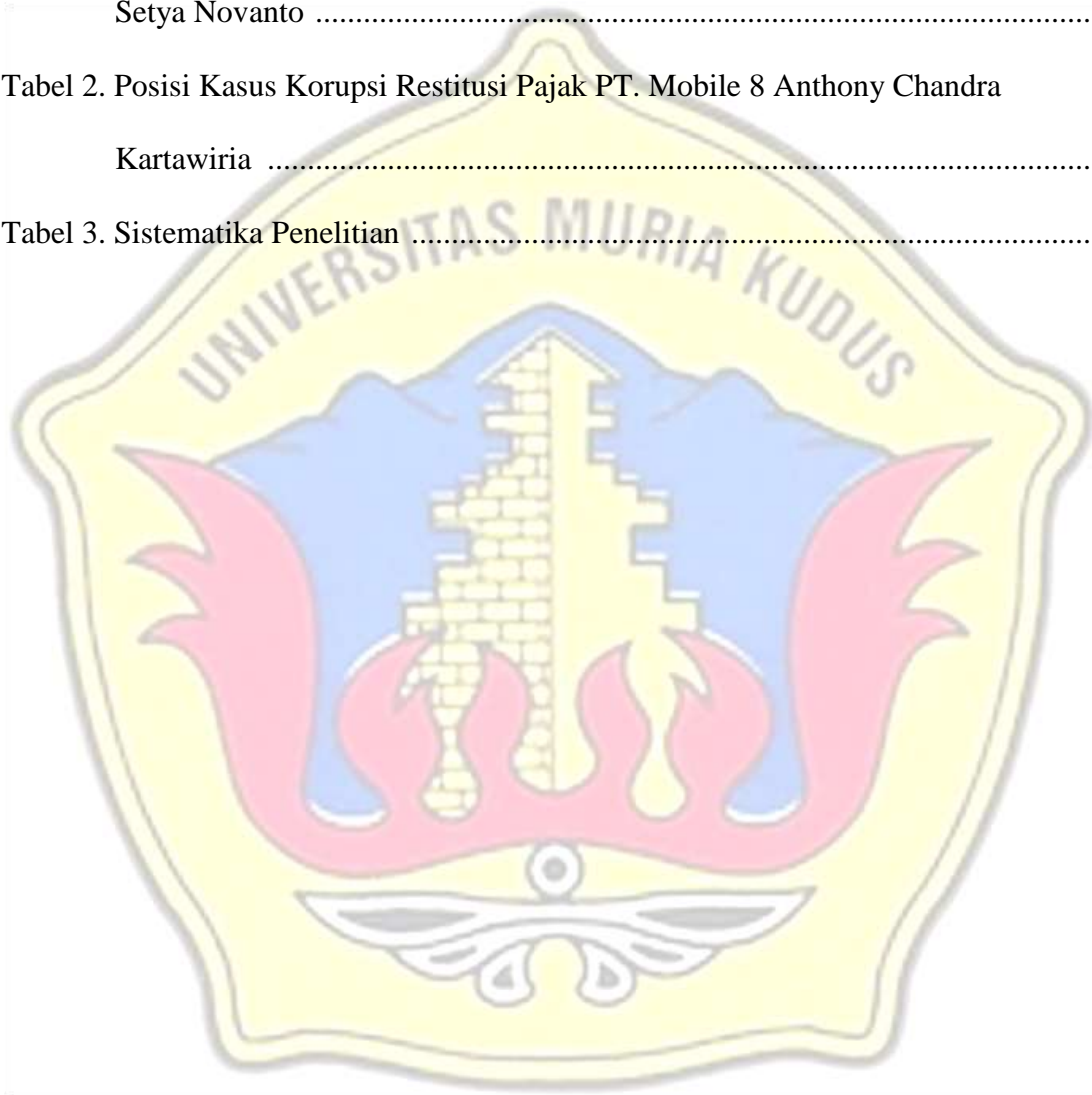 Setya Novanto ........................................................................................................
Tabel 2. Posisi Kasus Korupsi Restitusi Pajak PT. Mobile 8 Anthony Chandra
Kartawiria ........................................................................................................
Tabel 3. Sistematika Penelitian ....................................................................................
UNIVERSITAS MURIA KUDUS